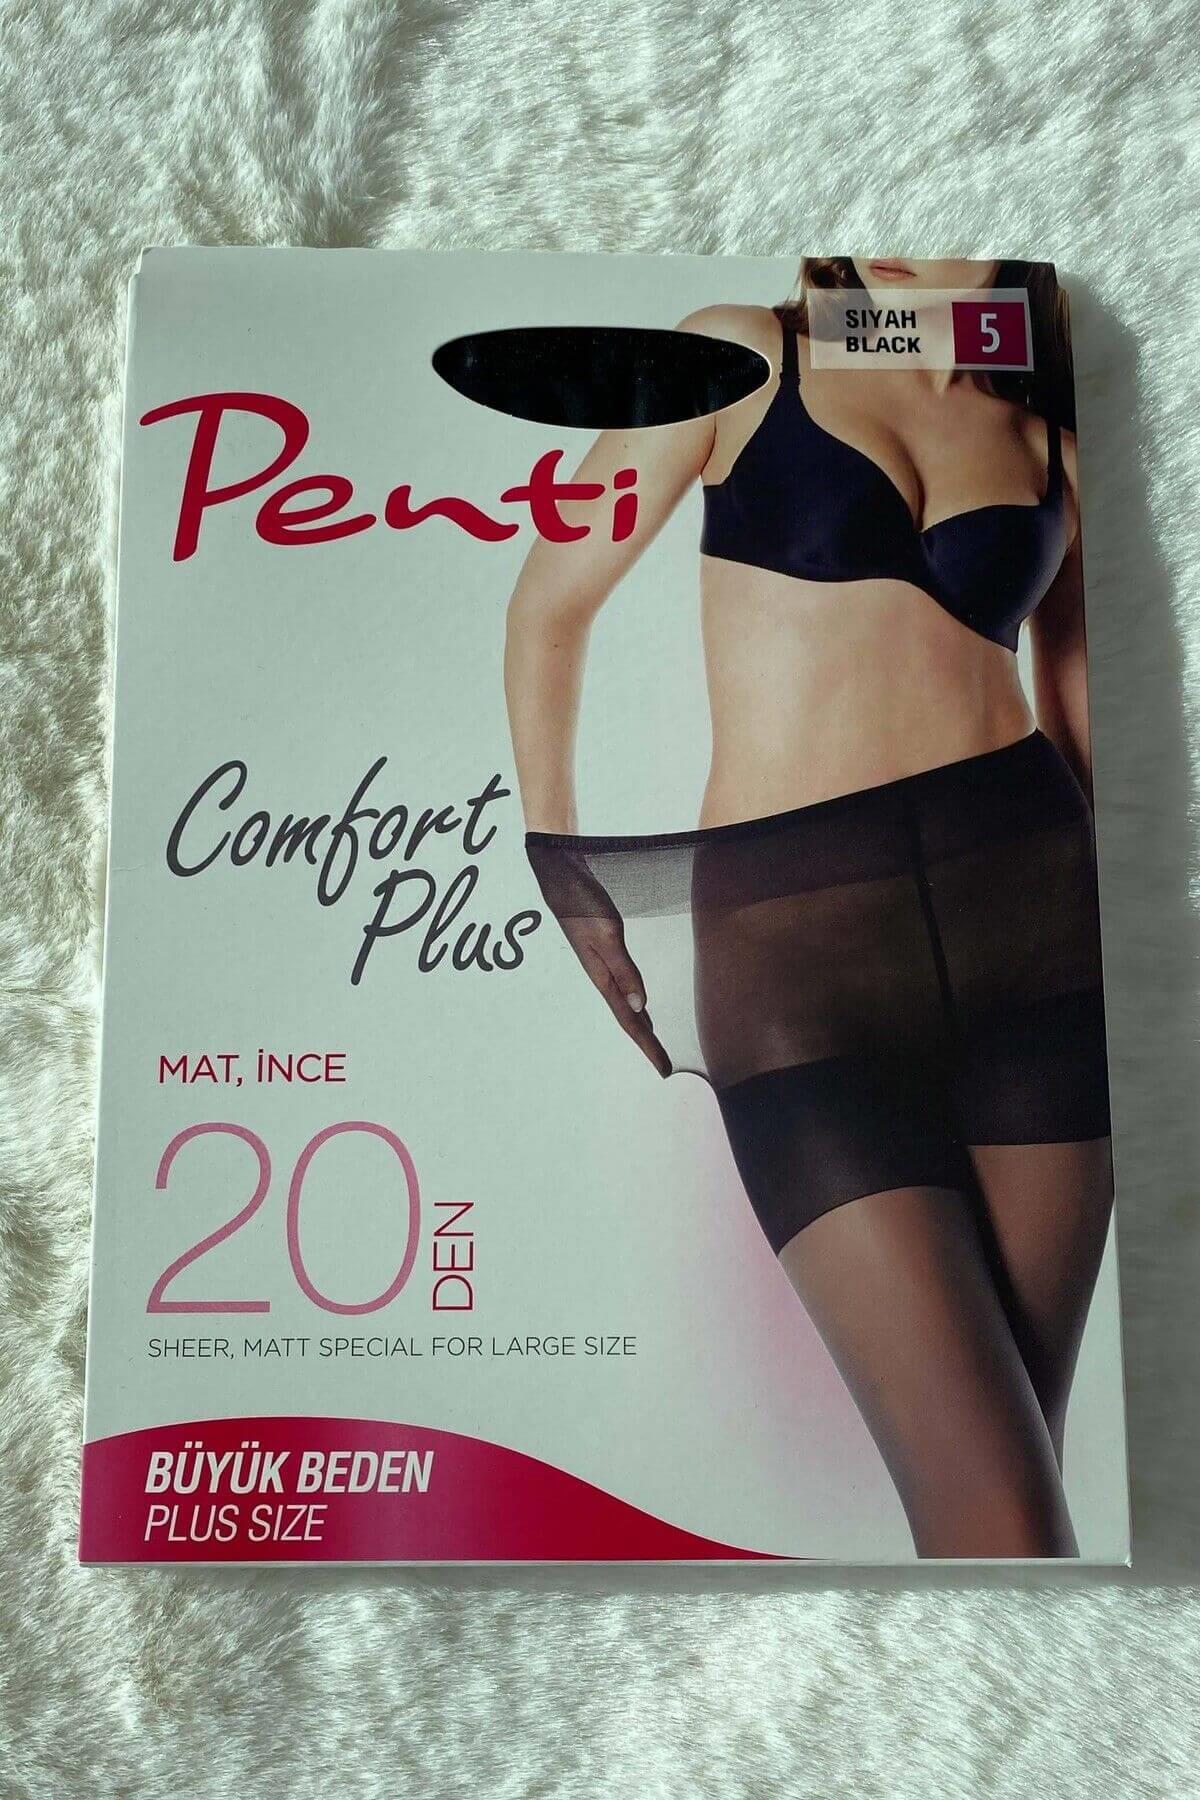 SIYAH
BLACK
5
Penti
Comfort
Plus
MAT, İNCE
20 DEN
SHEER, MATT SPECIAL FOR LARGE SIZE
BÜYÜK BEDEN
PLUS SIZE